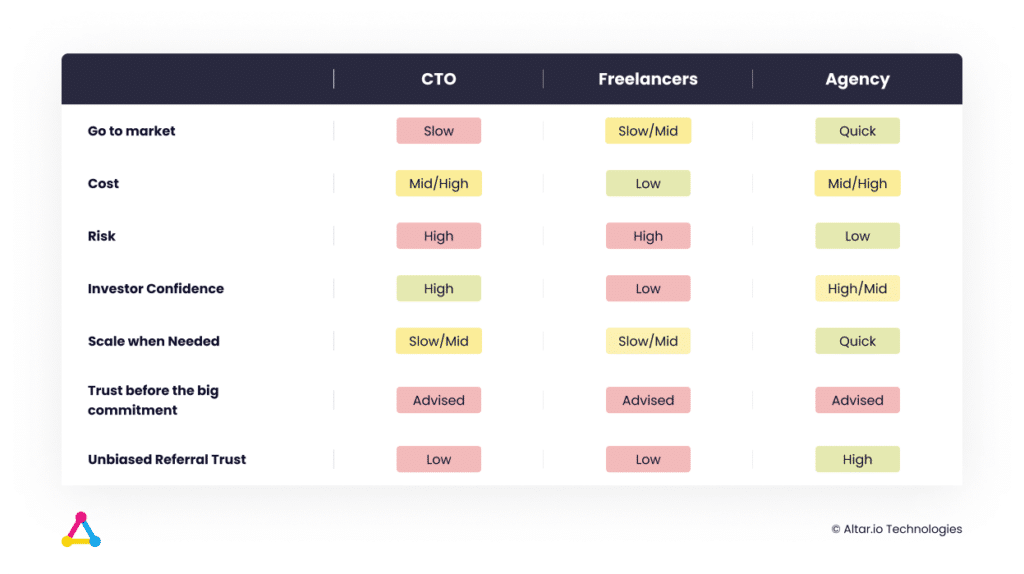 CTO Freelancers Agency
Go to market Slow Slow/Mid Quick
Cost Mid/High Low Mid/High
Risk High High Low
Investor Confidence High Low High/Mid
Scale when Needed Slow/Mid Slow/Mid Quick
Trust before the big
commitment Advised Advised Advised
Unbiased Referral Trust Low Low High
© Altar.io Technologies